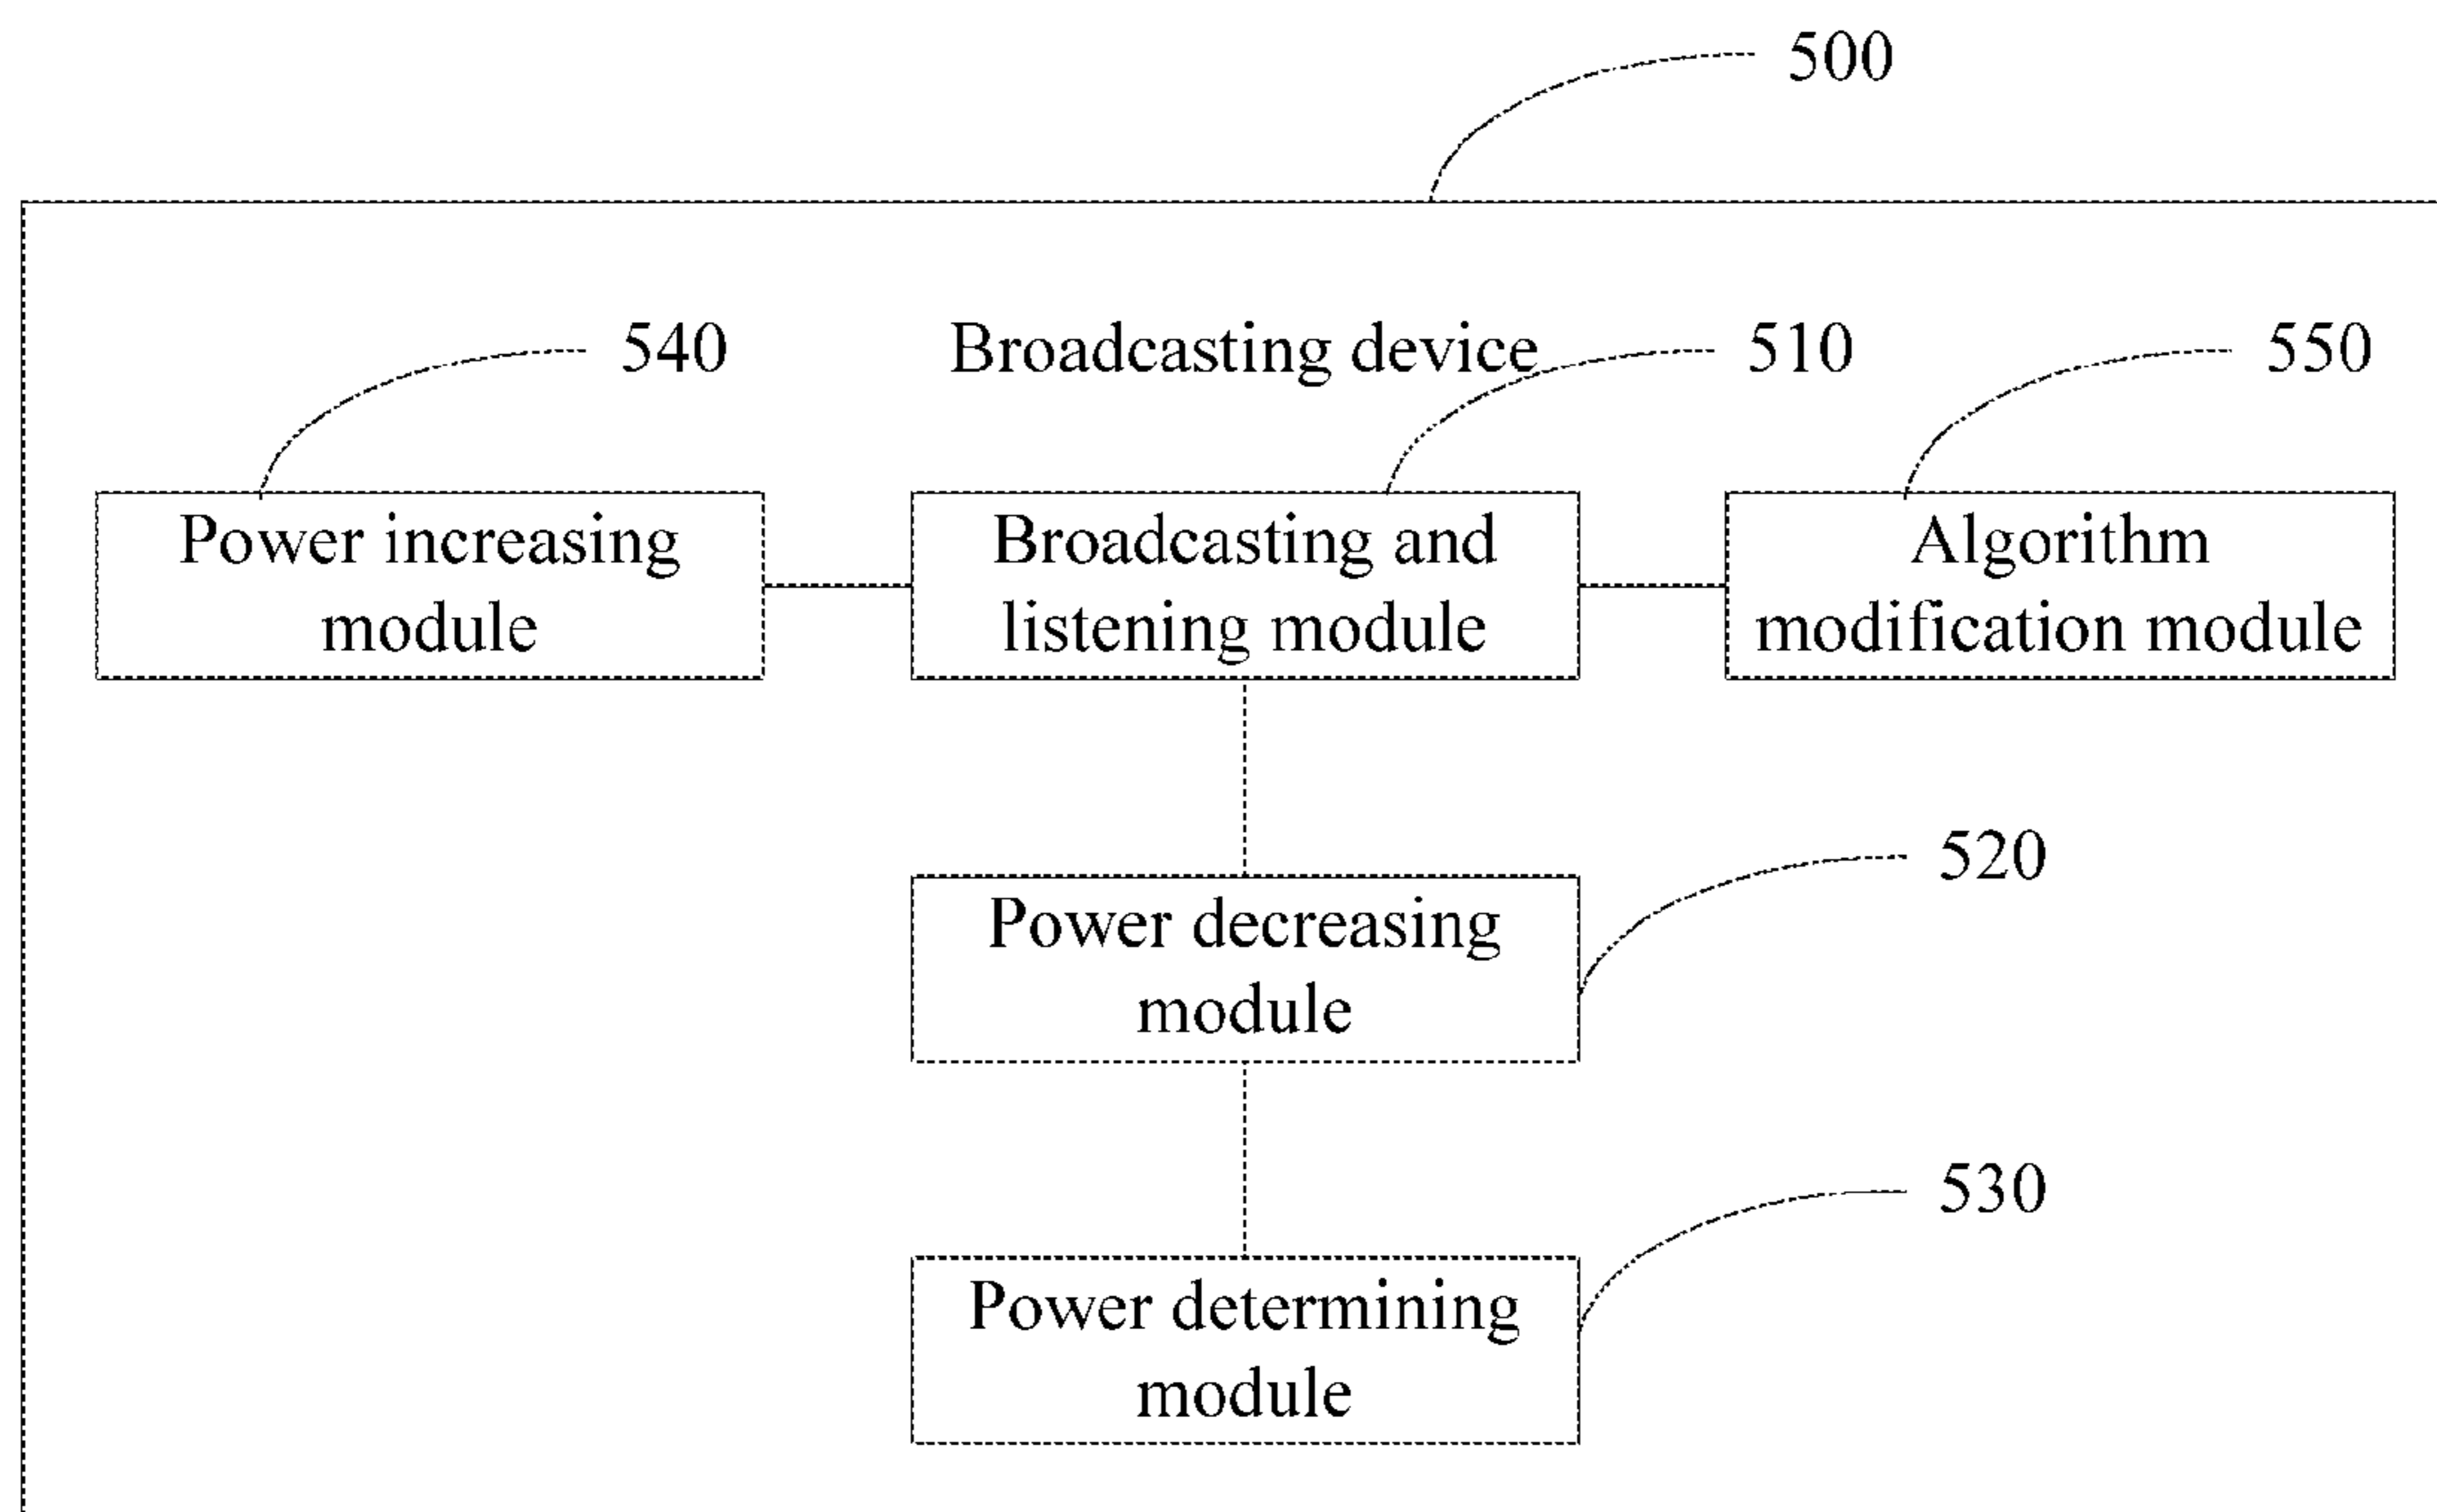 500
540
Broadcasting device
510
550
Power increasing
module
Broadcasting and
listening module
Algorithm
modification module
520
Power decreasing
module
530
Power determining
module